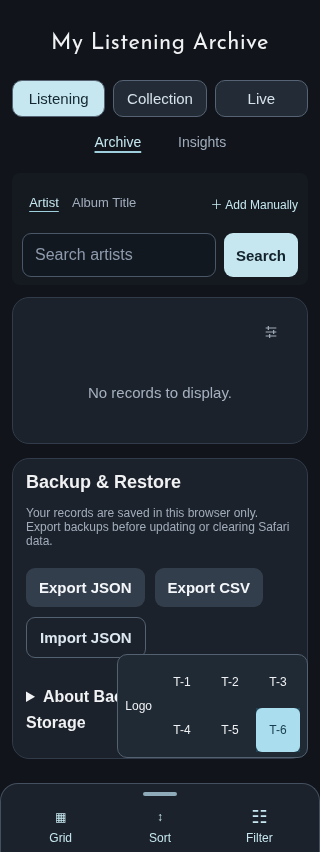 My Listening Archive
Listening Collection Live
Archive Insights
Artist Album Title + Add Manually
Search artists Search
No records to display.
Backup & Restore
Your records are saved in this browser only.
Export backups before updating or clearing Safari
data.
Export JSON Export CSV
Import JSON
T-1 T-2 T-3
About
Logo
Storage
T-4 T-5 T-6
Grid Sort Filter